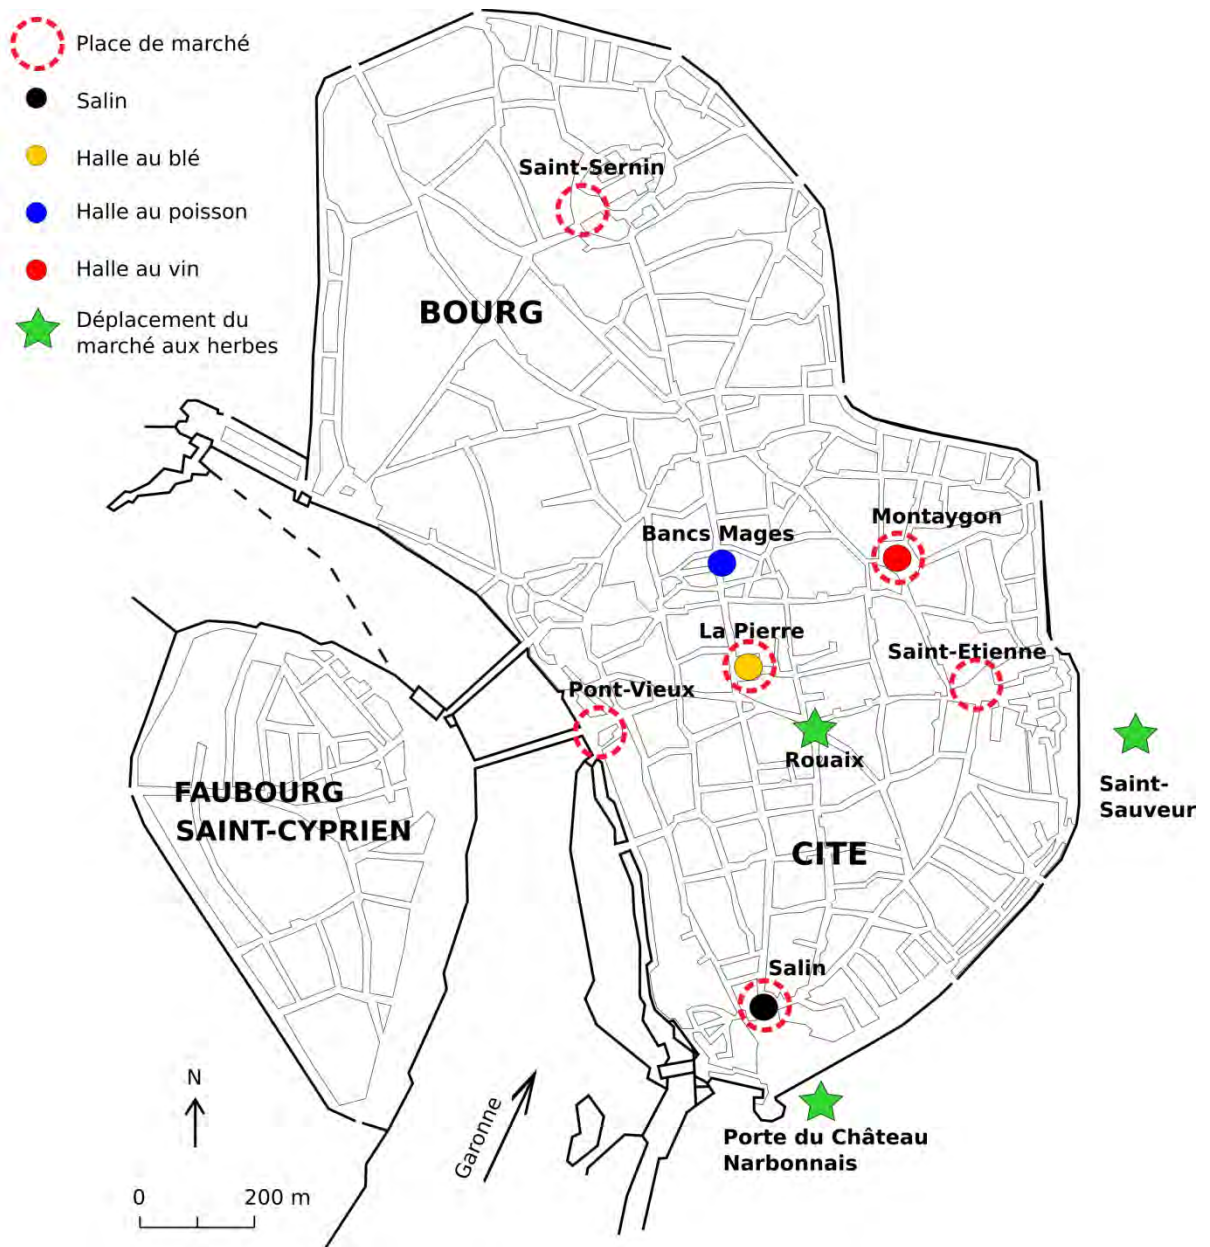 Place de marché
Salin
Halle au blé
Halle au poisson
Halle au vin
Déplacement du
marché aux herbes
Saint-Sernin
BOURG
Montaygon
Bancs Mages
La Pierre
Saint-Etienne
Pont-Vieux
Rouaix
Saint-
Sauveur
FAUBOURG
SAINT-CYPRIEN
CITE
Salin
N
Garonne
Porte du Château
Narbonnais
0 200 m